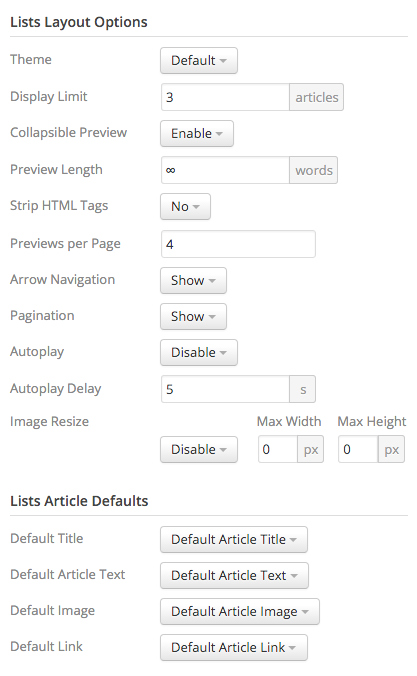 Lists Layout Options
Theme Default
Display Limit 3 articles
Collapsible Preview Enable
Preview Length ∞ words
Strip HTML Tags No
Previews per Page 4
Arrow Navigation Show
Pagination Show
Autoplay Disable
Autoplay Delay 5 s
Image Resize Max Width Max Height
Disable 0 px 0 px
Lists Article Defaults
Default Title Default Article Title
Default Article Text Default Article Text
Default Image Default Article Image
Default Link Default Article Link